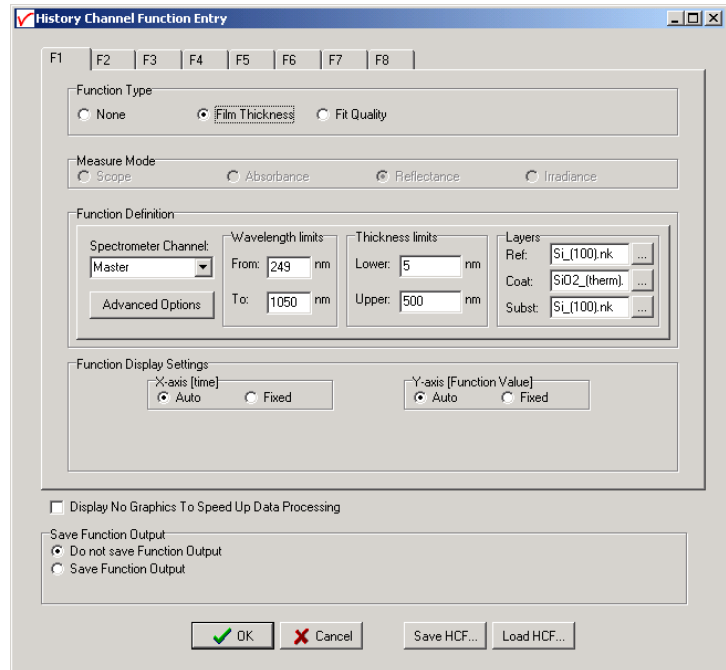 History Channel Function Entry
F1 F2 F3 F4 F5 F6 F7 F8
Function Type
None Film Thickness Fit Quality
Measure Mode
Scope Absorbance Reflectance Irradiance
Function Definition
Spectrometer Channel:
Master
Advanced Options
Wavelength limits
From: 249 nm
To: 1050 nm
Thickness limits
Lower: 5 nm
Upper: 500 nm
Layers
Ref: Si_(100).nk ...
Coat: SiO2_(therm). ...
Subst: Si_(100).nk ...
Function Display Settings
X-axis [time]
Auto Fixed
Y-axis [Function Value]
Auto Fixed
Display No Graphics To Speed Up Data Processing
Save Function Output
Do not save Function Output
Save Function Output
OK Cancel Save HCF... Load HCF...